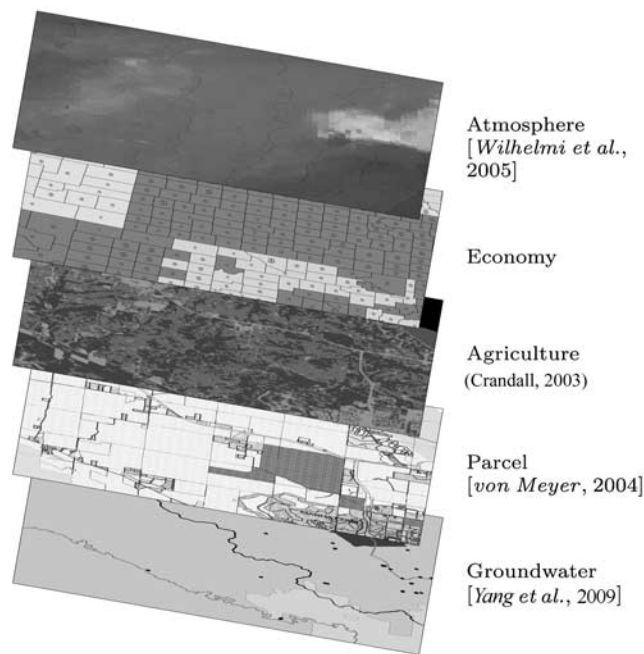 Atmosphere
[Wilhelmi et al.,
2005]
Economy
Agriculture
(Crandall, 2003)
Parcel
[von Meyer, 2004]
Groundwater
[Yang et al., 2009]